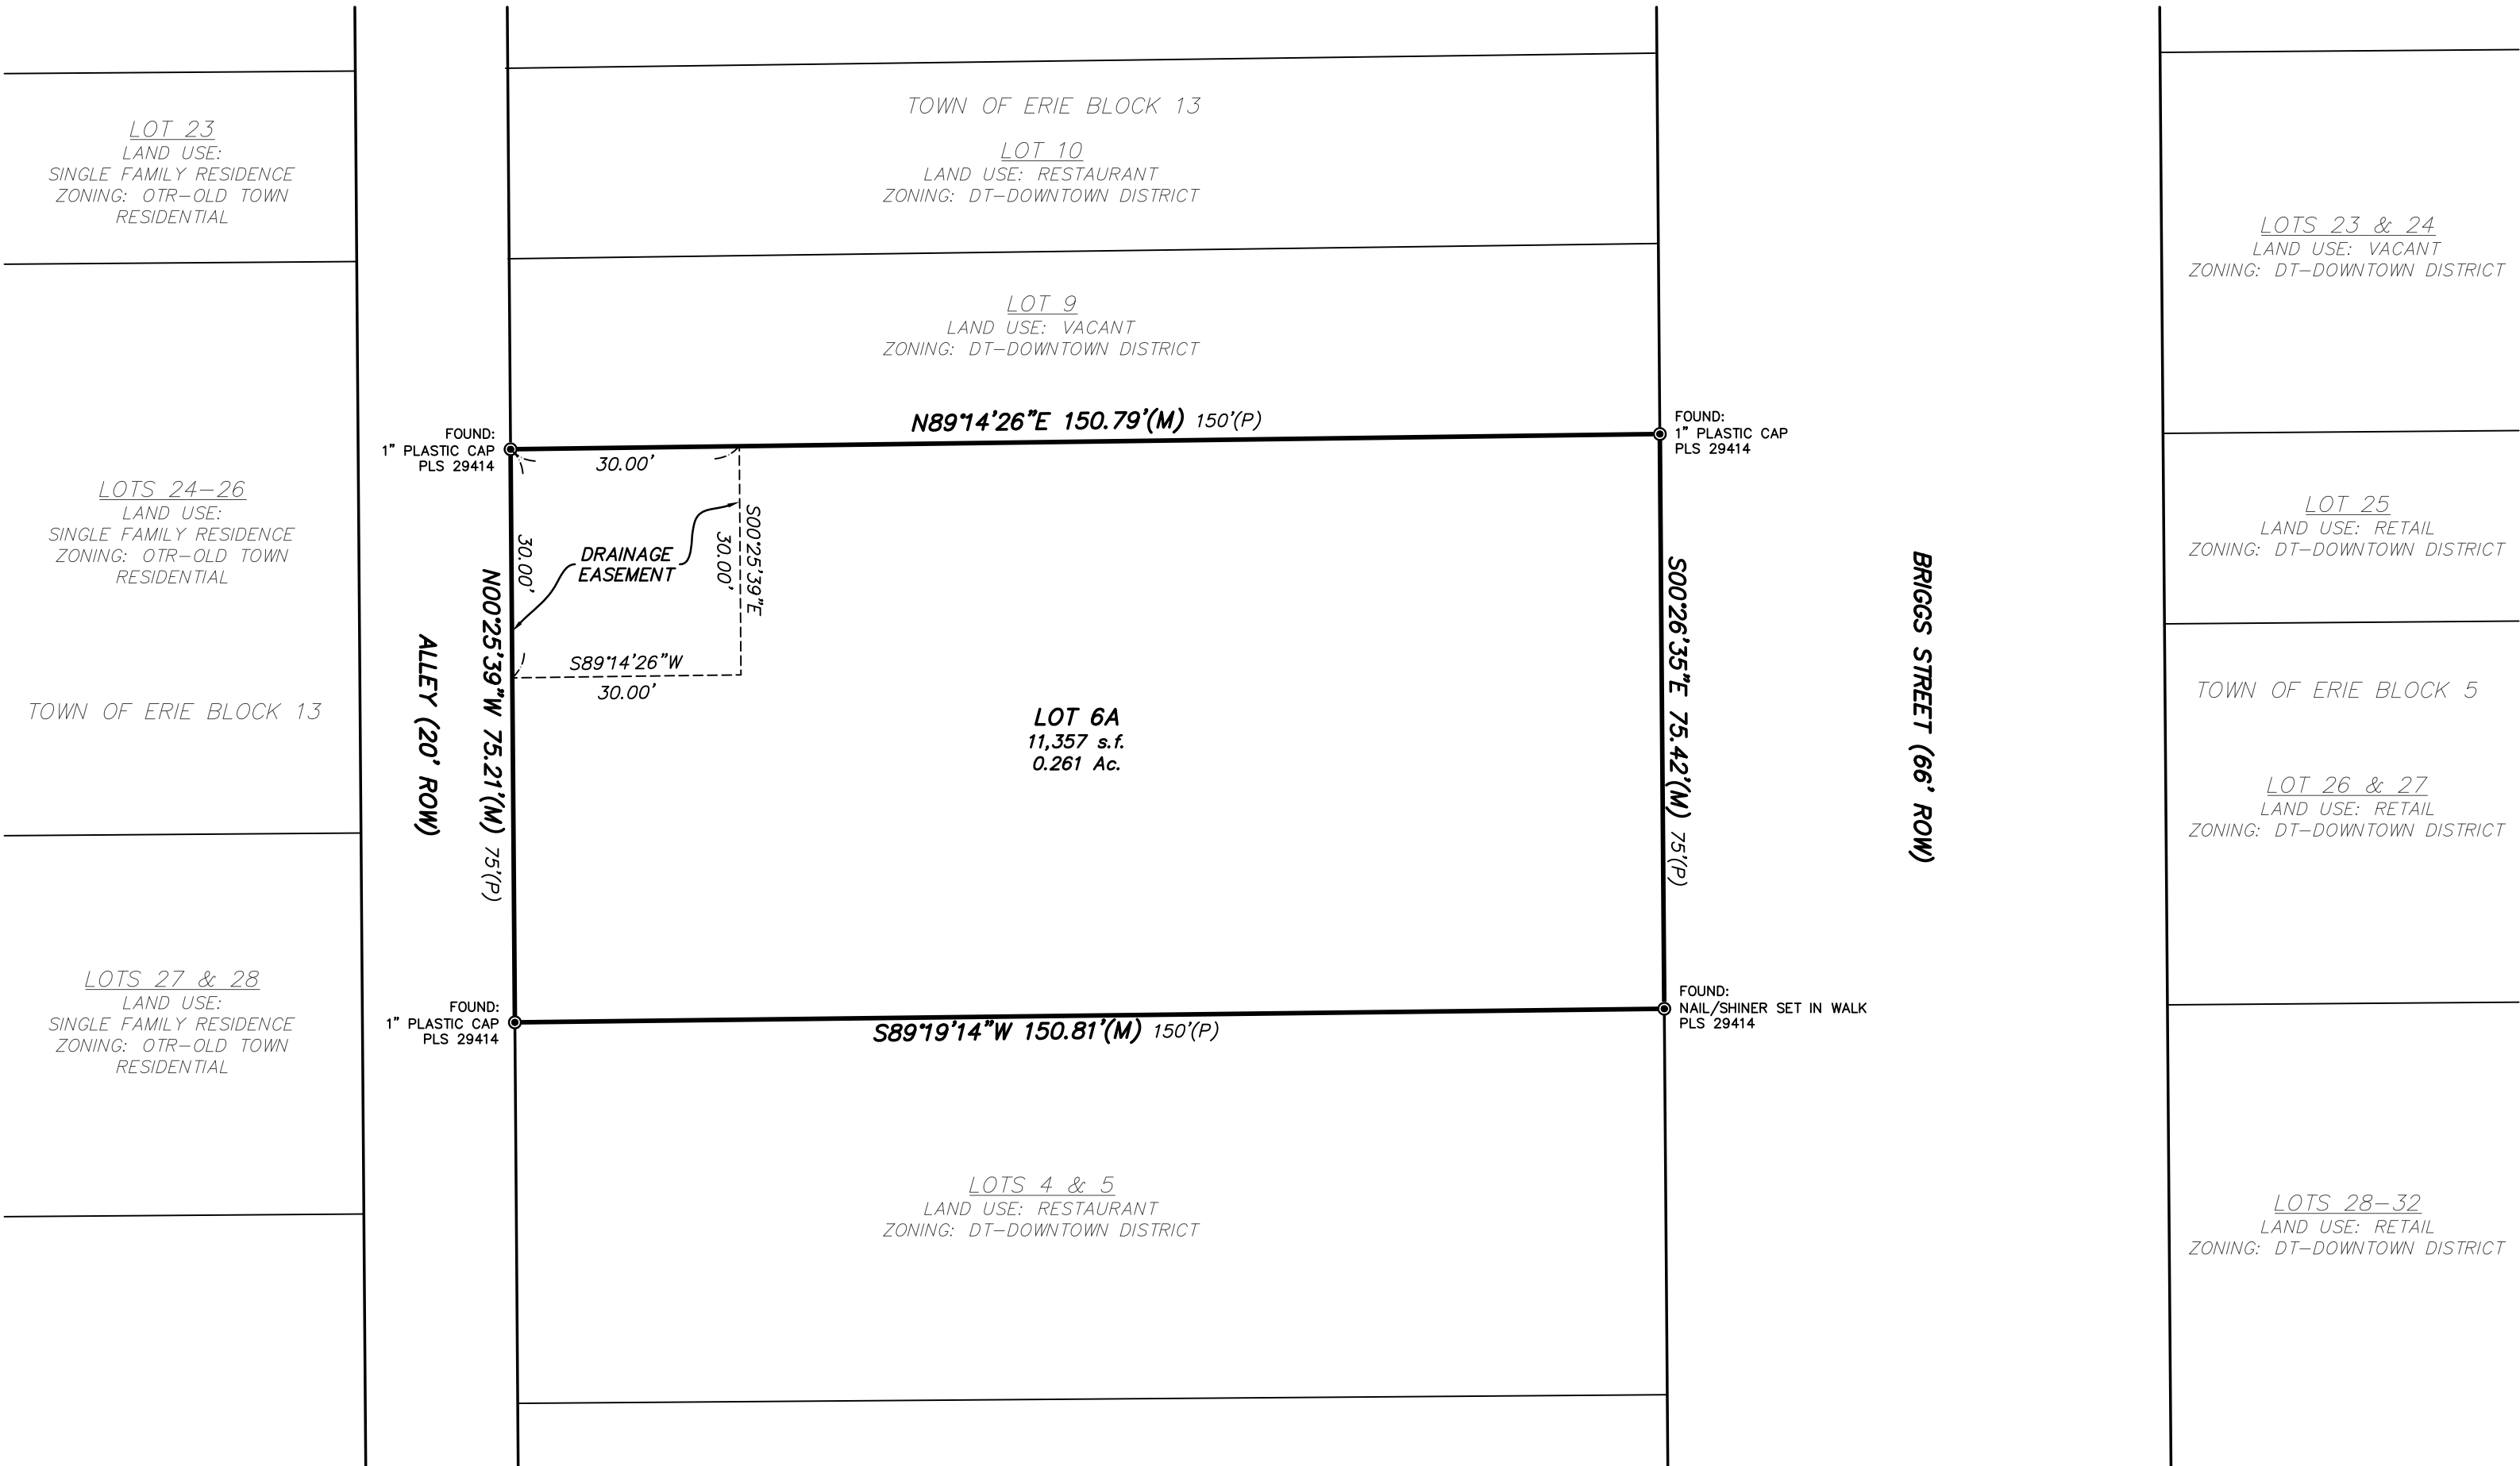 LOT 23
LAND USE:
SINGLE FAMILY RESIDENCE
ZONING: OTR-OLD TOWN
RESIDENTIAL
LOTS 24-26
LAND USE:
SINGLE FAMILY RESIDENCE
ZONING: OTR-OLD TOWN
RESIDENTIAL
TOWN OF ERIE BLOCK 13
LOTS 27 & 28
LAND USE:
SINGLE FAMILY RESIDENCE
ZONING: OTR-OLD TOWN
RESIDENTIAL
ALLEY (20' ROW)
TOWN OF ERIE BLOCK 13
LOT 10
LAND USE: RESTAURANT
ZONING: DT-DOWNTOWN DISTRICT
LOT 9
LAND USE: VACANT
ZONING: DT-DOWNTOWN DISTRICT
N89°14'26"E 150.79'(M) 150'(P)
FOUND:
1" PLASTIC CAP
PLS 29414
FOUND:
1" PLASTIC CAP
PLS 29414
30.00'
30.00'
DRAINAGE
EASEMENT
S00°25'39"E
30.00'
S89°14'26"W
30.00'
N00°25'39"W 75.21'(M) 75'(P)
LOT 6A
11,357 s.f.
0.261 Ac.
S00°26'35"E 75.42'(M) 75'(P)
FOUND:
1" PLASTIC CAP
PLS 29414
FOUND:
NAIL/SHINER SET IN WALK
PLS 29414
S89°19'14"W 150.81'(M) 150'(P)
LOTS 4 & 5
LAND USE: RESTAURANT
ZONING: DT-DOWNTOWN DISTRICT
BRIGGS STREET (66' ROW)
LOTS 23 & 24
LAND USE: VACANT
ZONING: DT-DOWNTOWN DISTRICT
LOT 25
LAND USE: RETAIL
ZONING: DT-DOWNTOWN DISTRICT
TOWN OF ERIE BLOCK 5
LOT 26 & 27
LAND USE: RETAIL
ZONING: DT-DOWNTOWN DISTRICT
LOTS 28-32
LAND USE: RETAIL
ZONING: DT-DOWNTOWN DISTRICT